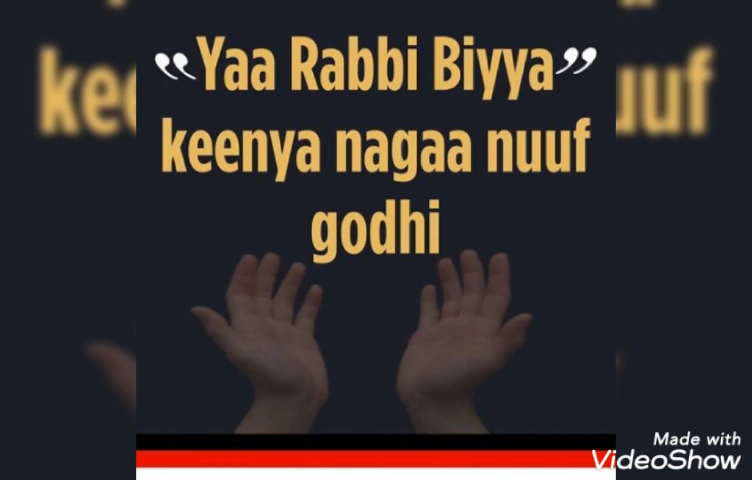 “Yaa Rabbi Biyya”
keenya nagaa nuuf
godhi
Made with
VideoShow